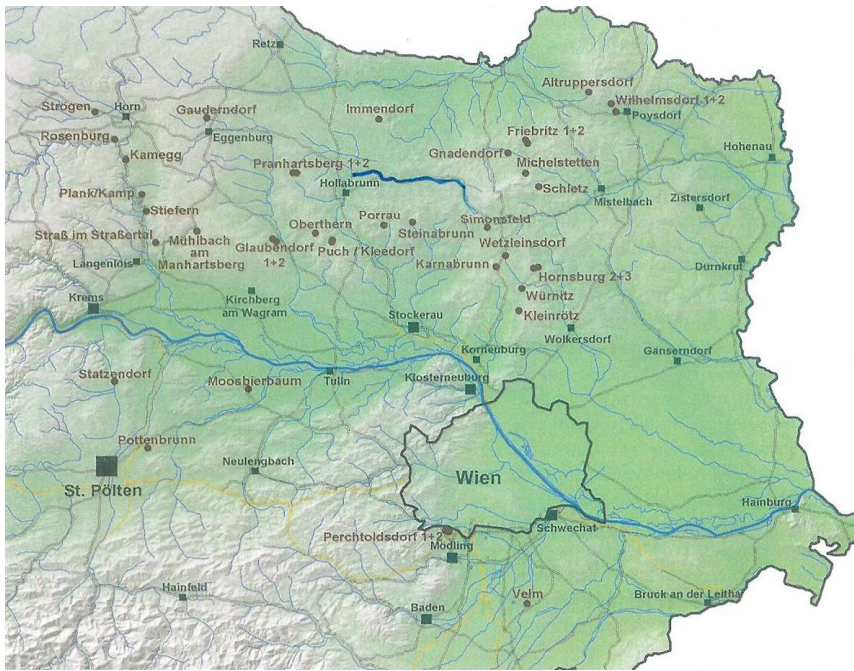 Retz
Altruppersdorf
Strögen
Horn
Gauderndorf
Immendorf
Wilhelmsdorf 1+2
Poysdorf
Rosenburg
Eggenburg
Friebritz 1+2
Kamegg
Gnadendorf
Hohenau
Pranhartsberg 1+2
Michelstetten
Hollabrunn
Schletz
Plank/Kamp
Mistelbach
Zistersdorf
Stiefern
Porrau
Simonsfeld
Oberthern
Steinabrunn
Straß im Straßertal
Mühlbach
am
Manhartsberg
Glaubendorf
1+2
Puch / Kleedorf
Wetzleinsdorf
Langenlois
Karnabrunn
Hornsburg 2+3
Dürnkrut
Krems
Kirchberg
am Wagram
Würnitz
Stockerau
Kleinrötz
Wolkersdorf
Korneuburg
Gänserndorf
Statzendorf
Moosbierbaum
Tulln
Klosterneuburg
Pottenbrunn
Neulengbach
Wien
St. Pölten
Hainburg
Schwechat
Perchtoldsdorf 1+2
Mödling
Hainfeld
Velm
Bruck an der Leitha
Baden